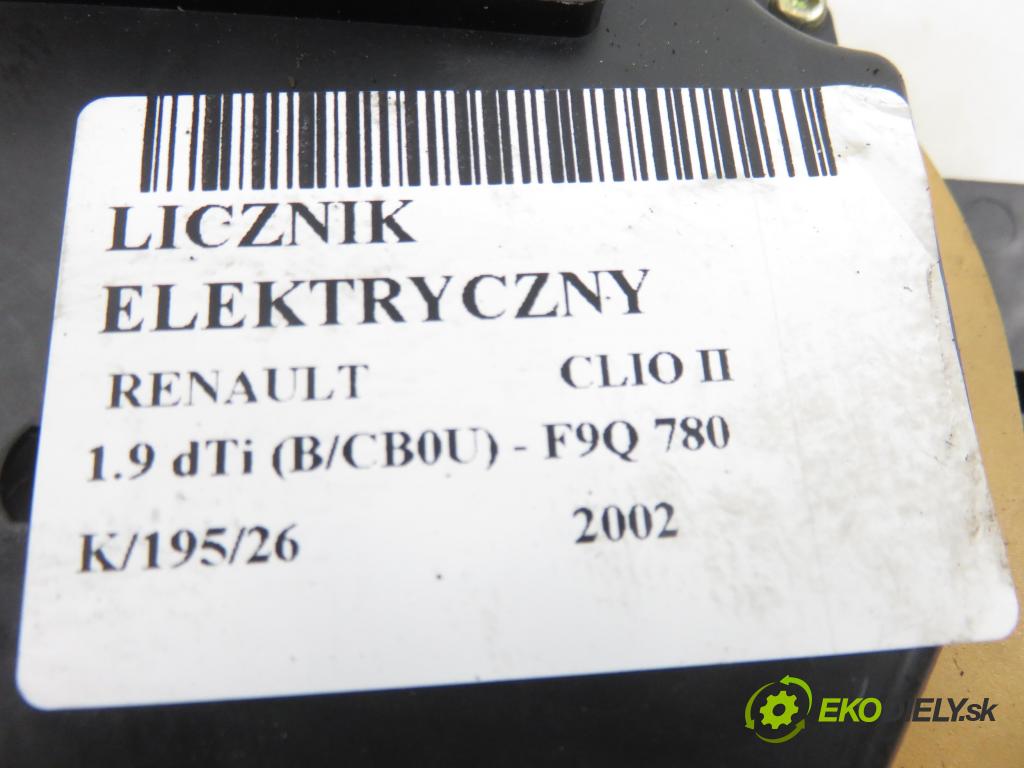 LICZNIK
ELEKTRYCZNY
RENAULT CLIO II
1.9 dTi (B/CB0U) - F9Q 780
K/195/26 2002
EKODIELY.sk